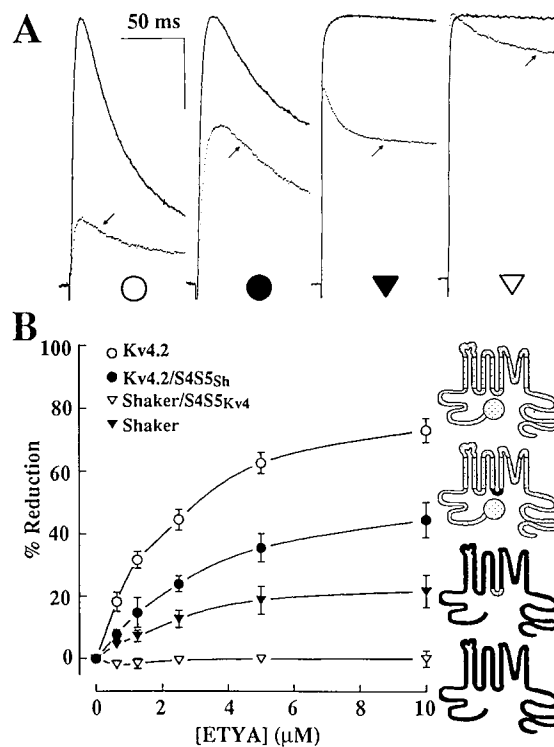 A
50 ms
B
% Reduction
100
80
60
40
20
0
Kv4.2
Kv4.2/S4S5Sh
Shaker/S4S5Kv4
Shaker
0 2 4 6 8 10
[ETYA] (μM)